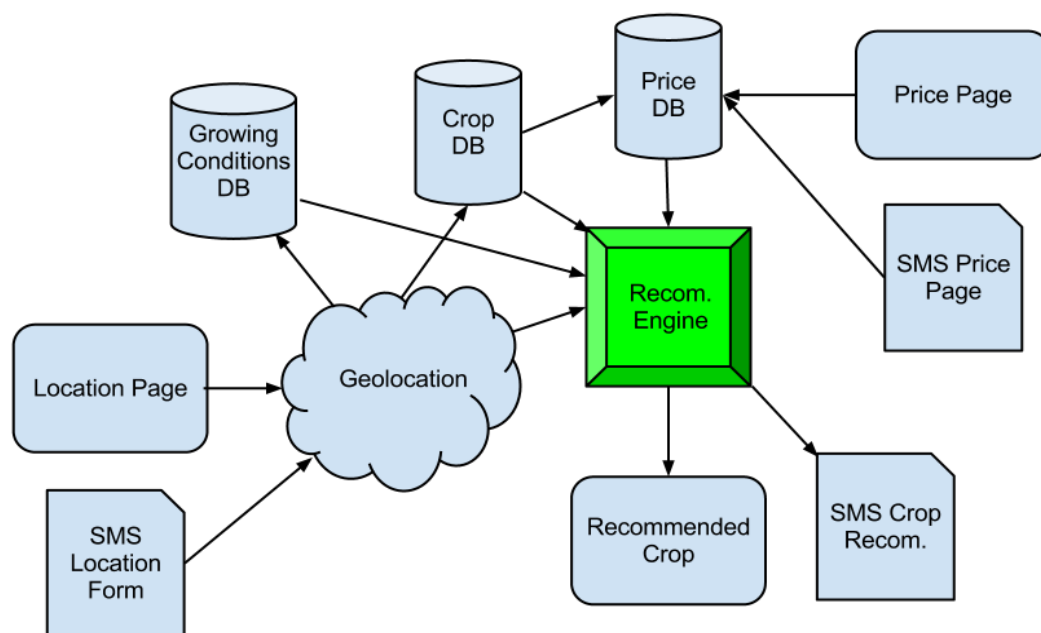 Price
DB
Price Page
Growing
Conditions
DB
Crop
DB
SMS Price
Page
Recom.
Engine
Location Page
Geolocation
SMS
Location
Form
Recommended
Crop
SMS Crop
Recom.